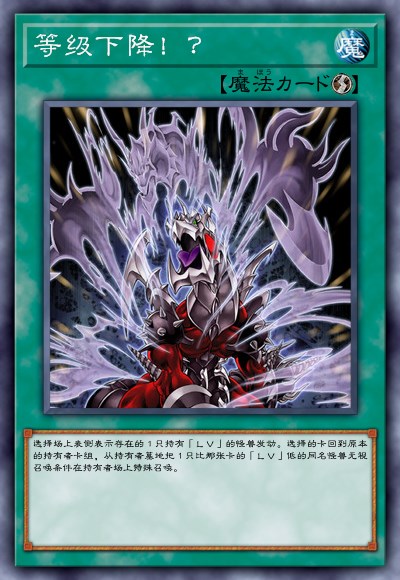 等级下降！？
魔
まほう
【魔法カード】
选择场上表侧表示存在的1只持有「LV」的怪兽发动。选择的卡回到原本
的持有者卡组，从持有者墓地把1只比那张卡的「LV」低的同名怪兽无视
召唤条件在持有者场上特殊召唤。